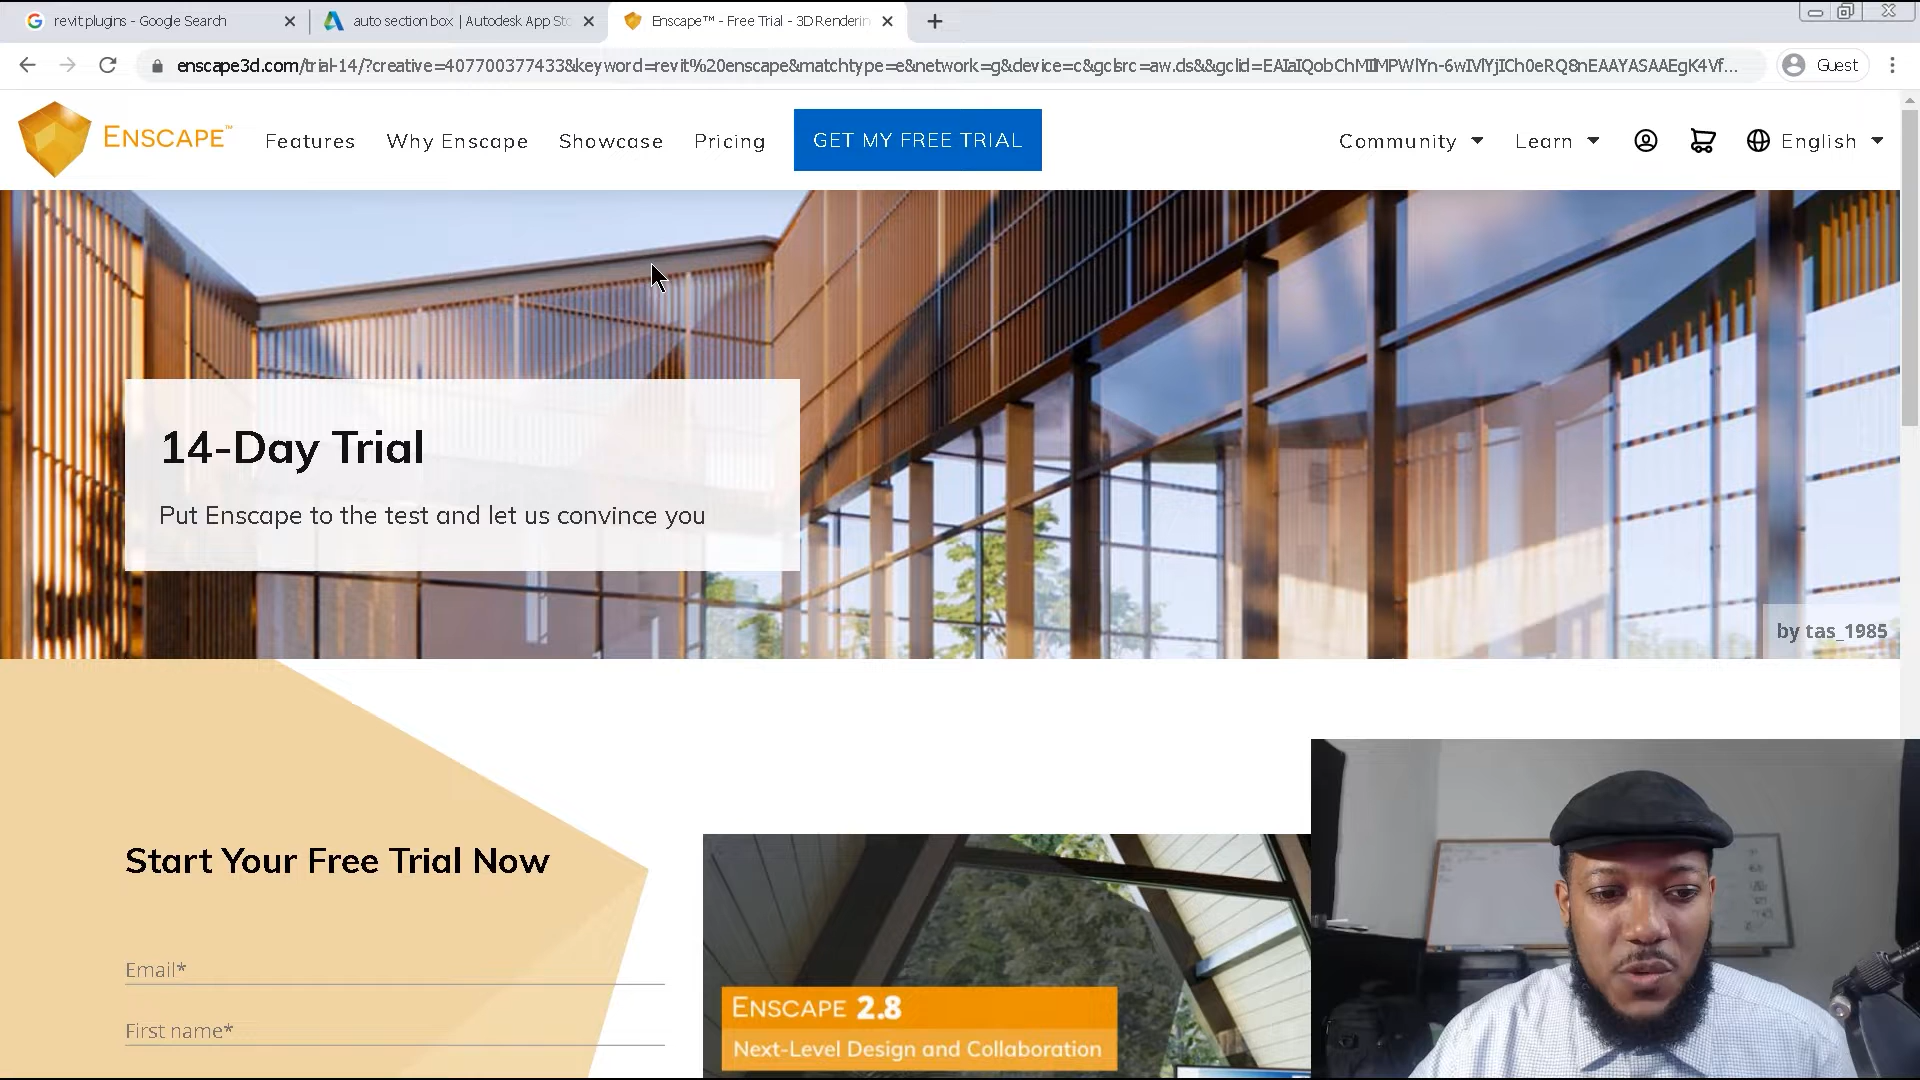 revit plugins - Google Search
auto section box | Autodesk App Sto
Enscape™ - Free Trial - 3D Renderin
enscape3d.com/trial-14/?creative=407700377433&keyword=revit%20enscape&matchtype=e&network=g&device=c&gclsrc=aw.ds&&gclid=EAIaIQobChMIlMPWlYn-6wIVlYjICh0eRQ8nEAAYASAAEgK4Vf...
Guest
ENSCAPE™
Features
Why Enscape
Showcase
Pricing
GET MY FREE TRIAL
Community
Learn
English
14-Day Trial
Put Enscape to the test and let us convince you
by tas_1985
Start Your Free Trial Now
Email*
First name*
ENSCAPE 2.8
Next-Level Design and Collaboration